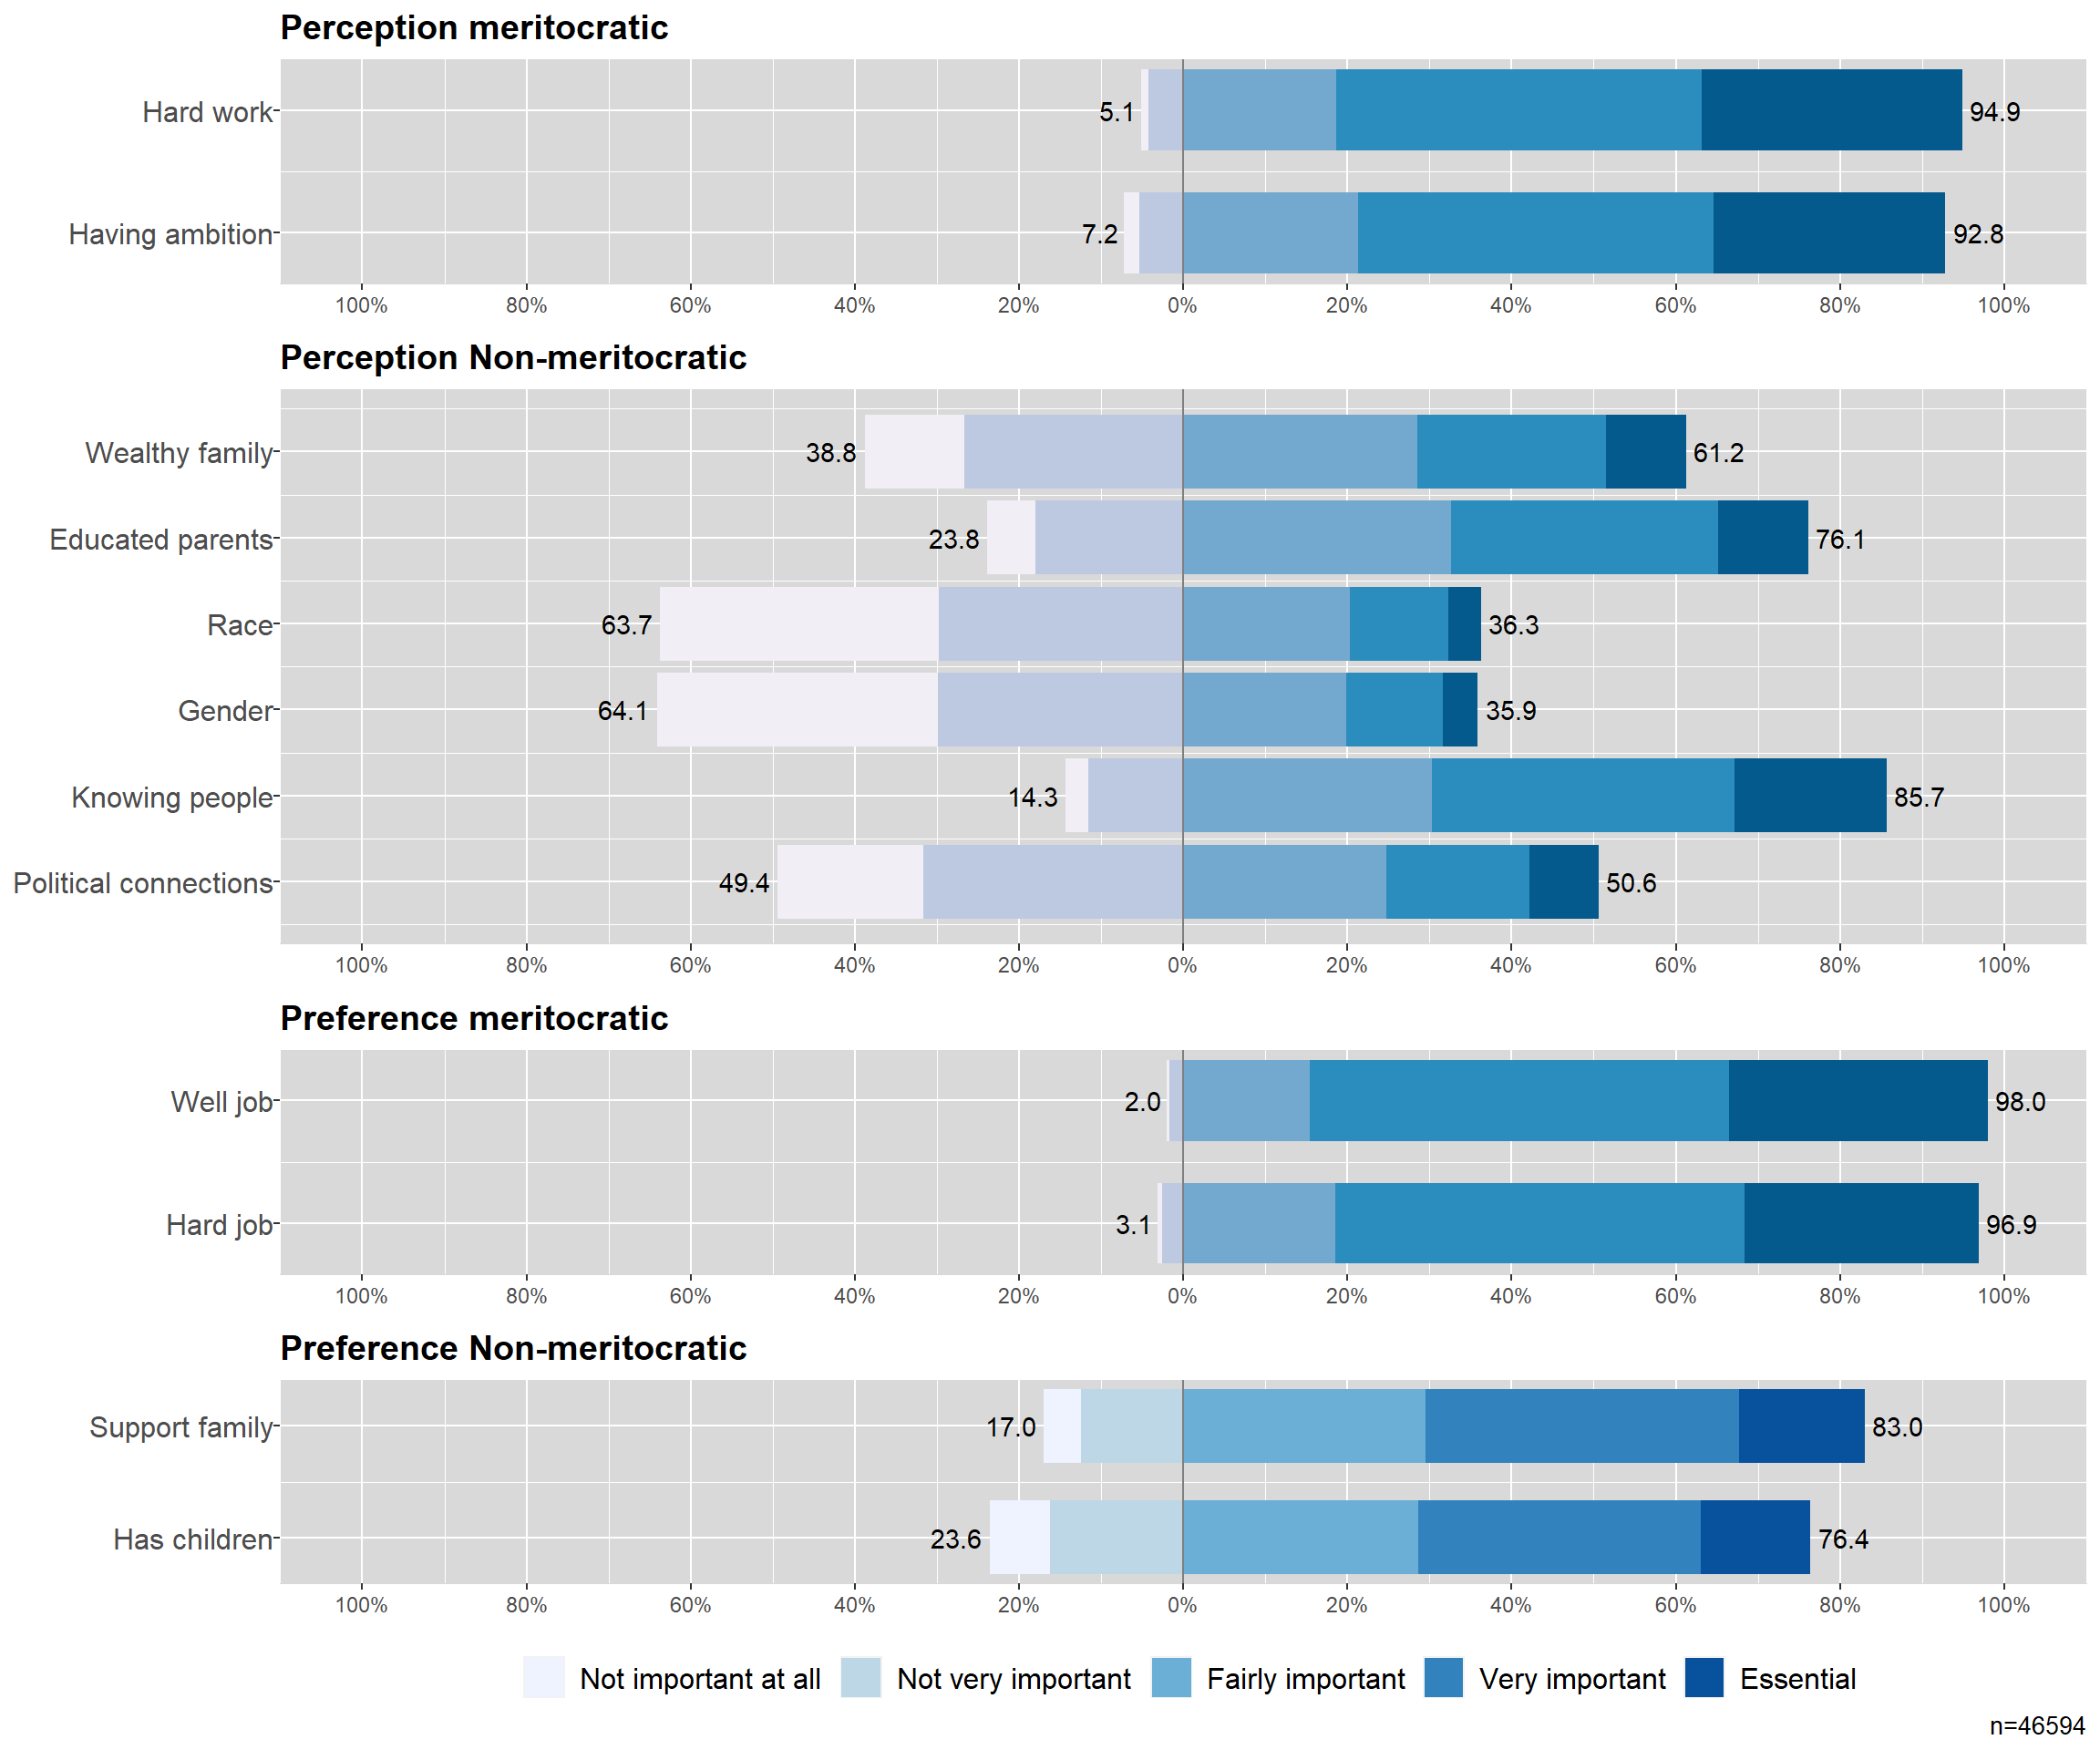 Perception meritocratic
Hard work 5.1 94.9
Having ambition 7.2 92.8
100% 80% 60% 40% 20% 0% 20% 40% 60% 80% 100%
Perception Non-meritocratic
Wealthy family 38.8 61.2
Educated parents 23.8 76.1
Race 63.7 36.3
Gender 64.1 35.9
Knowing people 14.3 85.7
Political connections 49.4 50.6
100% 80% 60% 40% 20% 0% 20% 40% 60% 80% 100%
Preference meritocratic
Well job 2.0 98.0
Hard job 3.1 96.9
100% 80% 60% 40% 20% 0% 20% 40% 60% 80% 100%
Preference Non-meritocratic
Support family 17.0 83.0
Has children 23.6 76.4
100% 80% 60% 40% 20% 0% 20% 40% 60% 80% 100%
Not important at all Not very important Fairly important Very important Essential
n=46594